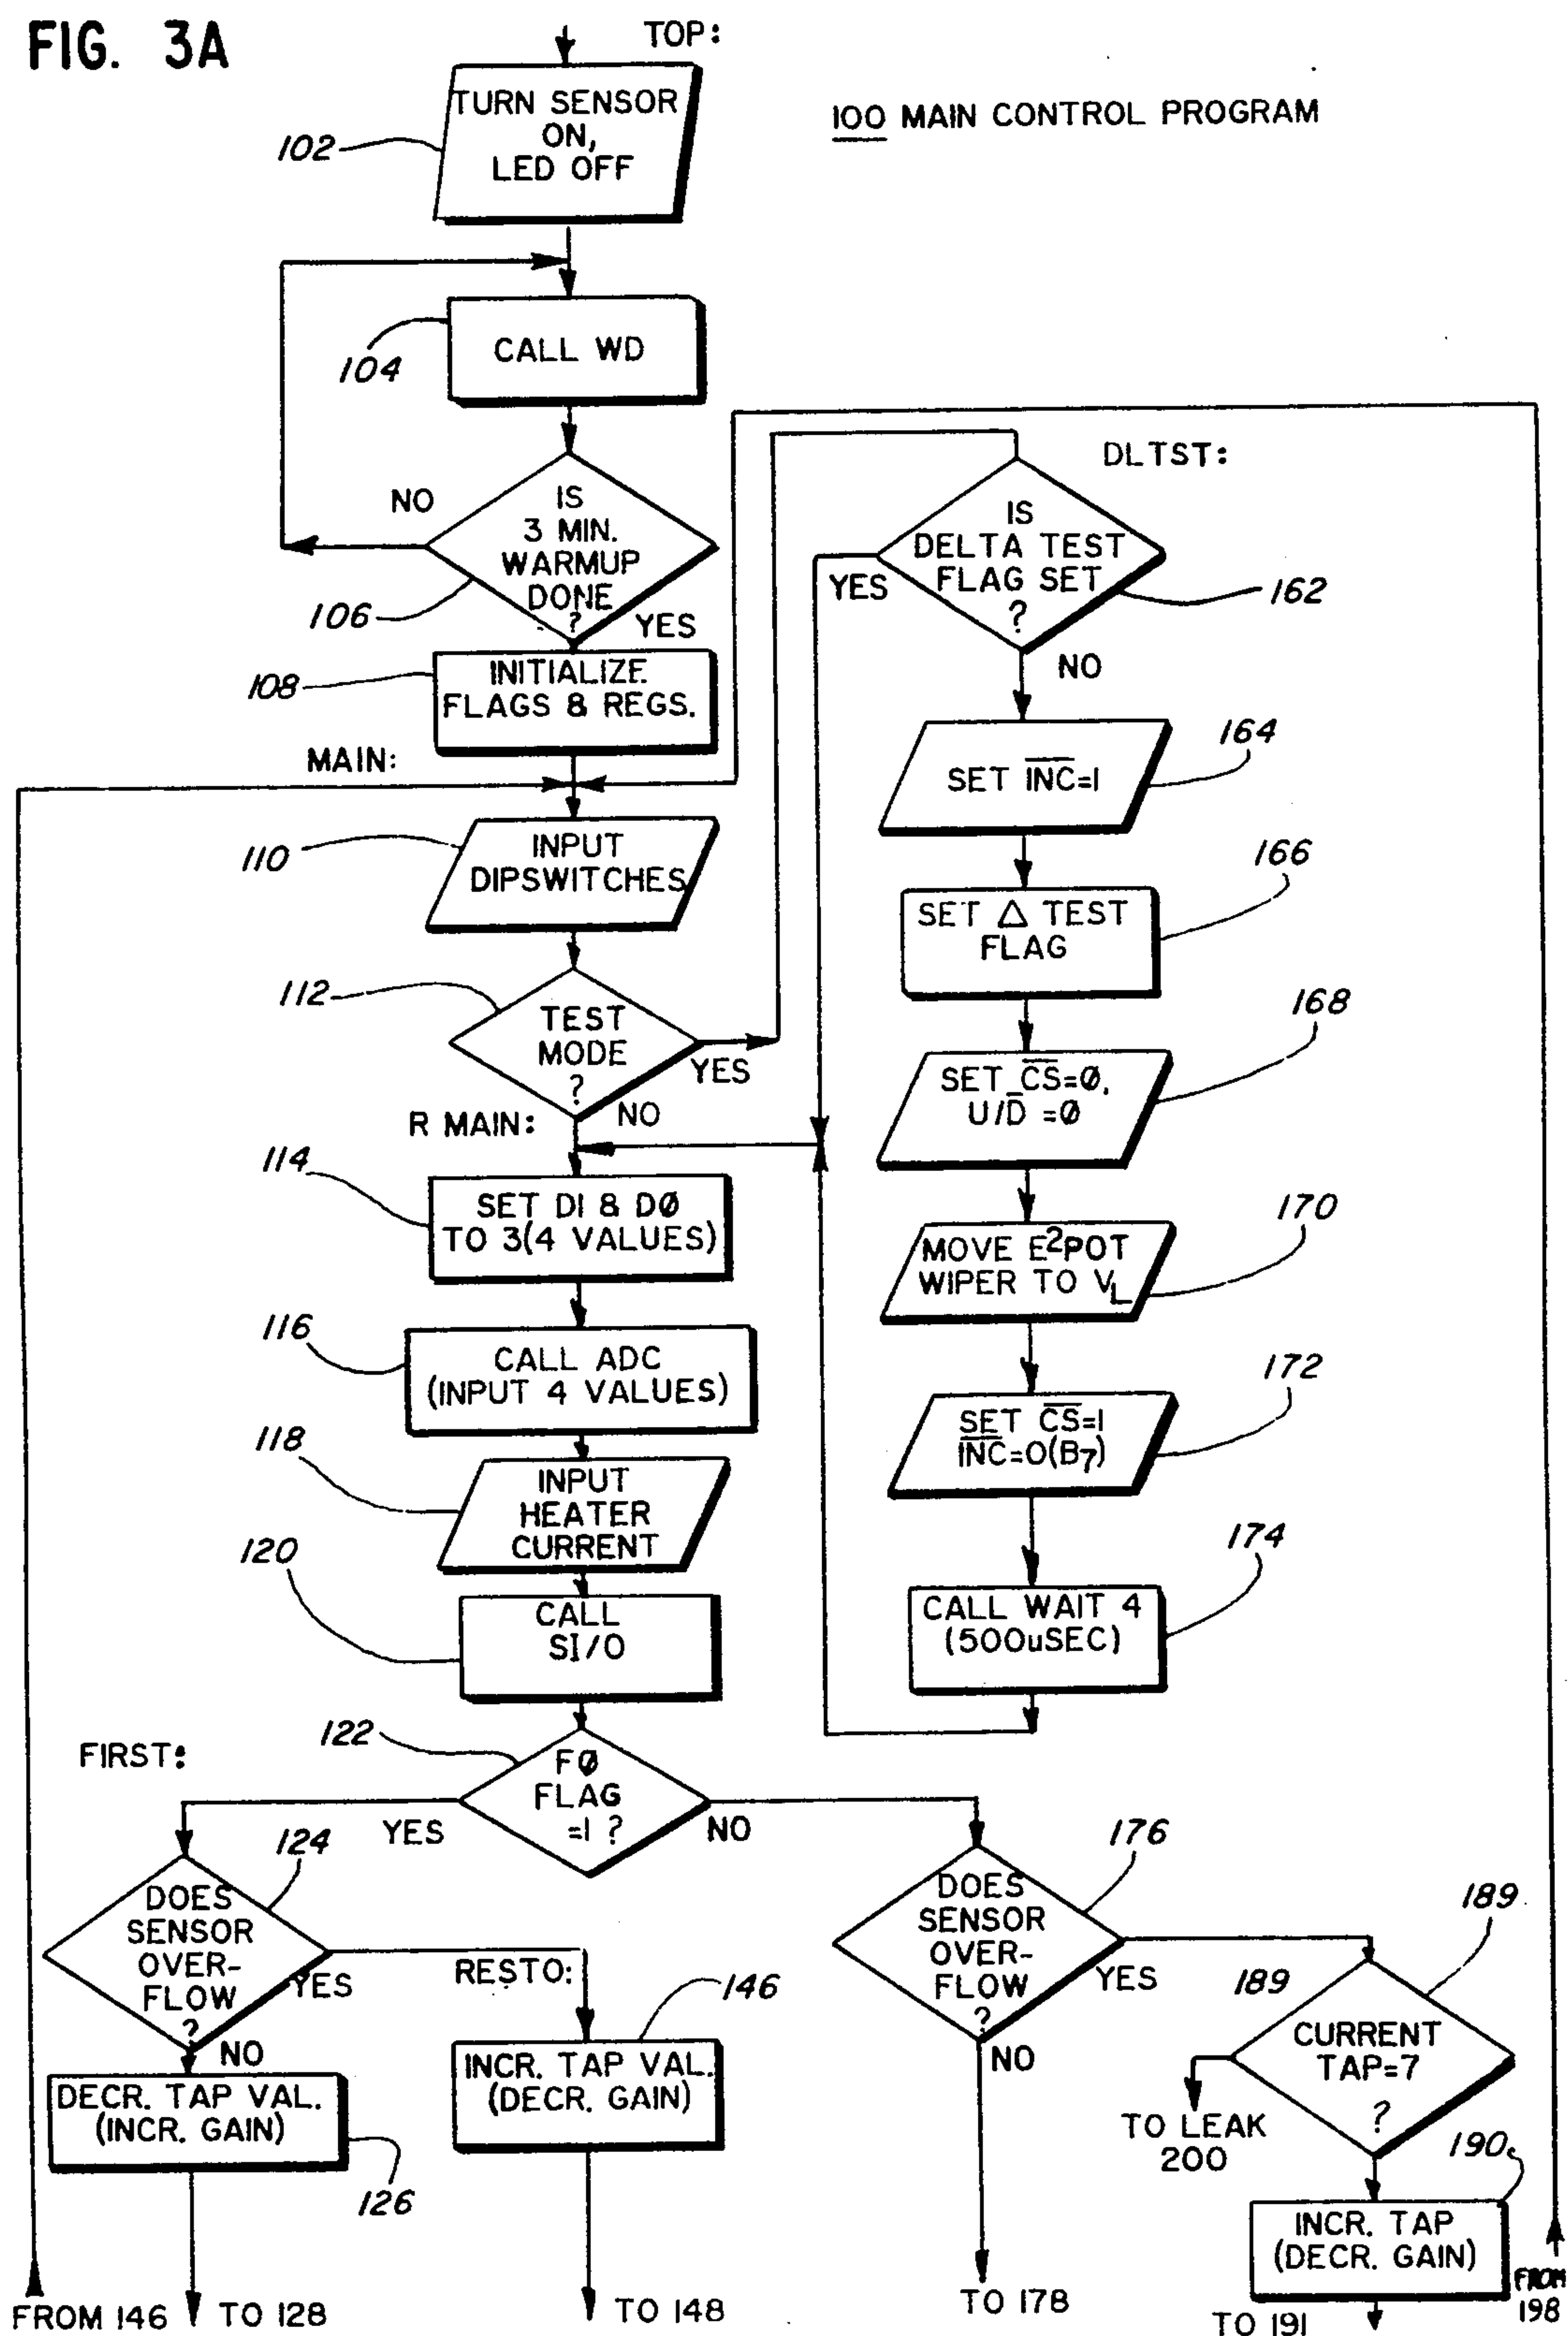 FIG. 3A
TOP:
100 MAIN CONTROL PROGRAM
TURN SENSOR
ON,
LED OFF
102
CALL WD
104
IS
3 MIN.
WARMUP
DONE
?
NO
YES
106
INITIALIZE
FLAGS & REGS.
108
MAIN:
INPUT
DIPSWITCHES
110
TEST
MODE
?
112
YES
NO
R MAIN:
SET D1 & DØ
TO 3(4 VALUES)
114
CALL ADC
(INPUT 4 VALUES)
116
INPUT
HEATER
CURRENT
118
CALL
SI/O
120
FIRST:
FØ
FLAG
=1 ?
122
YES
NO
DLTST:
IS
DELTA TEST
FLAG SET
?
YES
NO
162
SET I̅N̅C̅=1
164
SET △ TEST
FLAG
166
SET C̅S̅=Ø,
U/D̅ =Ø
168
MOVE E²POT
WIPER TO V_L
170
SET C̅S̅=1
I̅N̅C̅=0(B₇)
172
CALL WAIT 4
(500uSEC)
174
DOES
SENSOR
OVER-
FLOW
?
124
YES
NO
DECR. TAP VAL.
(INCR. GAIN)
126
RESTO:
INCR. TAP VAL.
(DECR. GAIN)
146
DOES
SENSOR
OVER-
FLOW
?
176
YES
NO
189
189
CURRENT
TAP=7
?
TO LEAK
200
190
INCR. TAP
(DECR. GAIN)
FROM 146
TO 128
TO 148
TO 178
TO 191
FROM
198